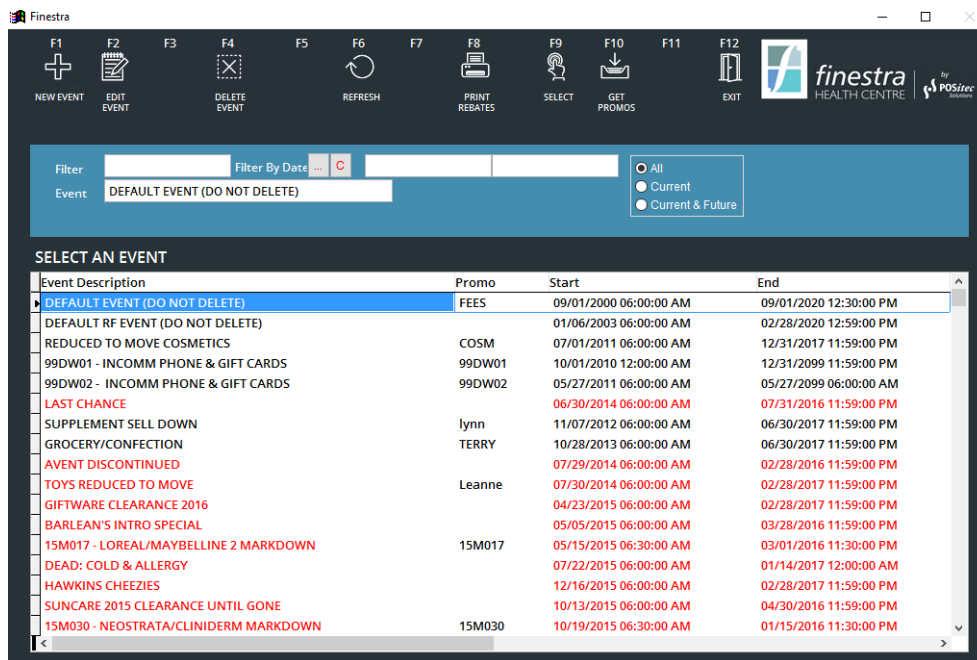 Finestra
F1 F2 F3 F4 F5 F6 F7 F8 F9 F10 F11 F12
NEW EVENT EDIT EVENT DELETE EVENT REFRESH PRINT REBATES SELECT GET PROMOS EXIT
finestra HEALTH CENTRE by POSitec Solutions
Filter Filter By Date ... C
Event DEFAULT EVENT (DO NOT DELETE)
All
Current
Current & Future
SELECT AN EVENT
Event Description Promo Start End
DEFAULT EVENT (DO NOT DELETE) FEES 09/01/2000 06:00:00 AM 09/01/2020 12:30:00 PM
DEFAULT RF EVENT (DO NOT DELETE) 01/06/2003 06:00:00 AM 02/28/2020 12:59:00 PM
REDUCED TO MOVE COSMETICS COSM 07/01/2011 06:00:00 AM 12/31/2017 11:59:00 PM
99DW01 - INCOMM PHONE & GIFT CARDS 99DW01 10/01/2010 12:00:00 AM 12/31/2099 11:59:00 PM
99DW02 - INCOMM PHONE & GIFT CARDS 99DW02 05/27/2011 06:00:00 AM 05/27/2099 06:00:00 AM
LAST CHANCE 06/30/2014 06:00:00 AM 07/31/2016 11:59:00 PM
SUPPLEMENT SELL DOWN lynn 11/07/2012 06:00:00 AM 06/30/2017 11:59:00 PM
GROCERY/CONFECTION TERRY 10/28/2013 06:00:00 AM 06/30/2017 11:59:00 PM
AVENT DISCONTINUED 07/29/2014 06:00:00 AM 02/28/2016 11:59:00 PM
TOYS REDUCED TO MOVE Leanne 07/30/2014 06:00:00 AM 02/28/2017 11:59:00 PM
GIFTWARE CLEARANCE 2016 04/23/2015 06:00:00 AM 02/28/2017 11:59:00 PM
BARLEAN'S INTRO SPECIAL 05/05/2015 06:00:00 AM 03/28/2016 11:59:00 PM
15M017 - LOREAL/MAYBELLINE 2 MARKDOWN 15M017 05/15/2015 06:30:00 AM 03/01/2016 11:30:00 PM
DEAD: COLD & ALLERGY 07/22/2015 06:00:00 AM 01/14/2017 12:00:00 AM
HAWKINS CHEEZIES 12/16/2015 06:00:00 AM 02/28/2017 11:59:00 PM
SUNCARE 2015 CLEARANCE UNTIL GONE 10/13/2015 06:00:00 AM 04/30/2016 11:59:00 PM
15M030 - NEOSTRATA/CLINIDERM MARKDOWN 15M030 10/19/2015 06:30:00 AM 01/15/2016 11:30:00 PM